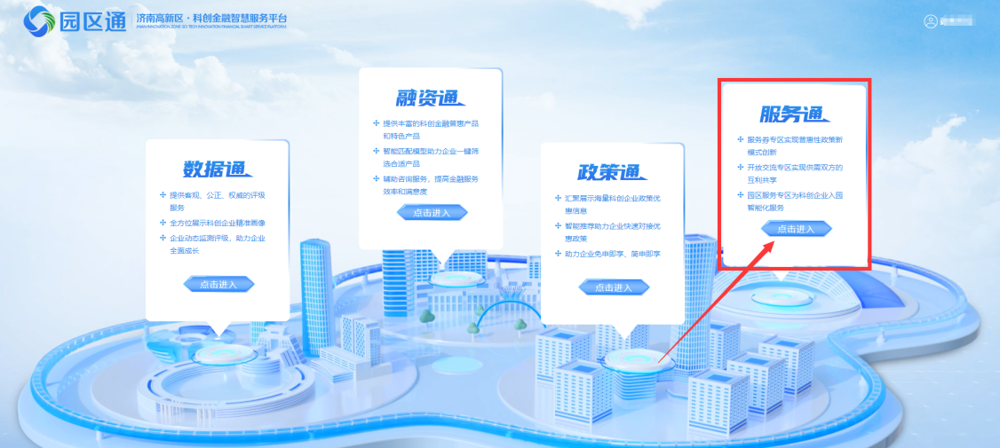 园区通
济南高新区·科创金融智慧服务平台
JINAN INNOVATION ZONE SCI-TECH INNOVATION FINANCIAL SMART SERVICE PLATFORM
数据通
提供客观、公正、权威的评级
服务
全方位展示科创企业精准画像
企业动态监测评级，助力企业
全面成长
点击进入
融资通
提供丰富的科创金融普惠产品
和特色产品
智能匹配模型助力企业一键筛
选合适产品
辅助咨询服务，提高金融服务
效率和满意度
点击进入
政策通
汇聚展示海量科创企业政策优
惠信息
智能推荐助力企业快速对接优
惠政策
助力企业免申即享、简申即享
点击进入
服务通
服务券专区实现普惠性政策新
模式创新
开放交流专区实现供需双方的
互利共享
园区服务专区为科创企业入园
智能化服务
点击进入